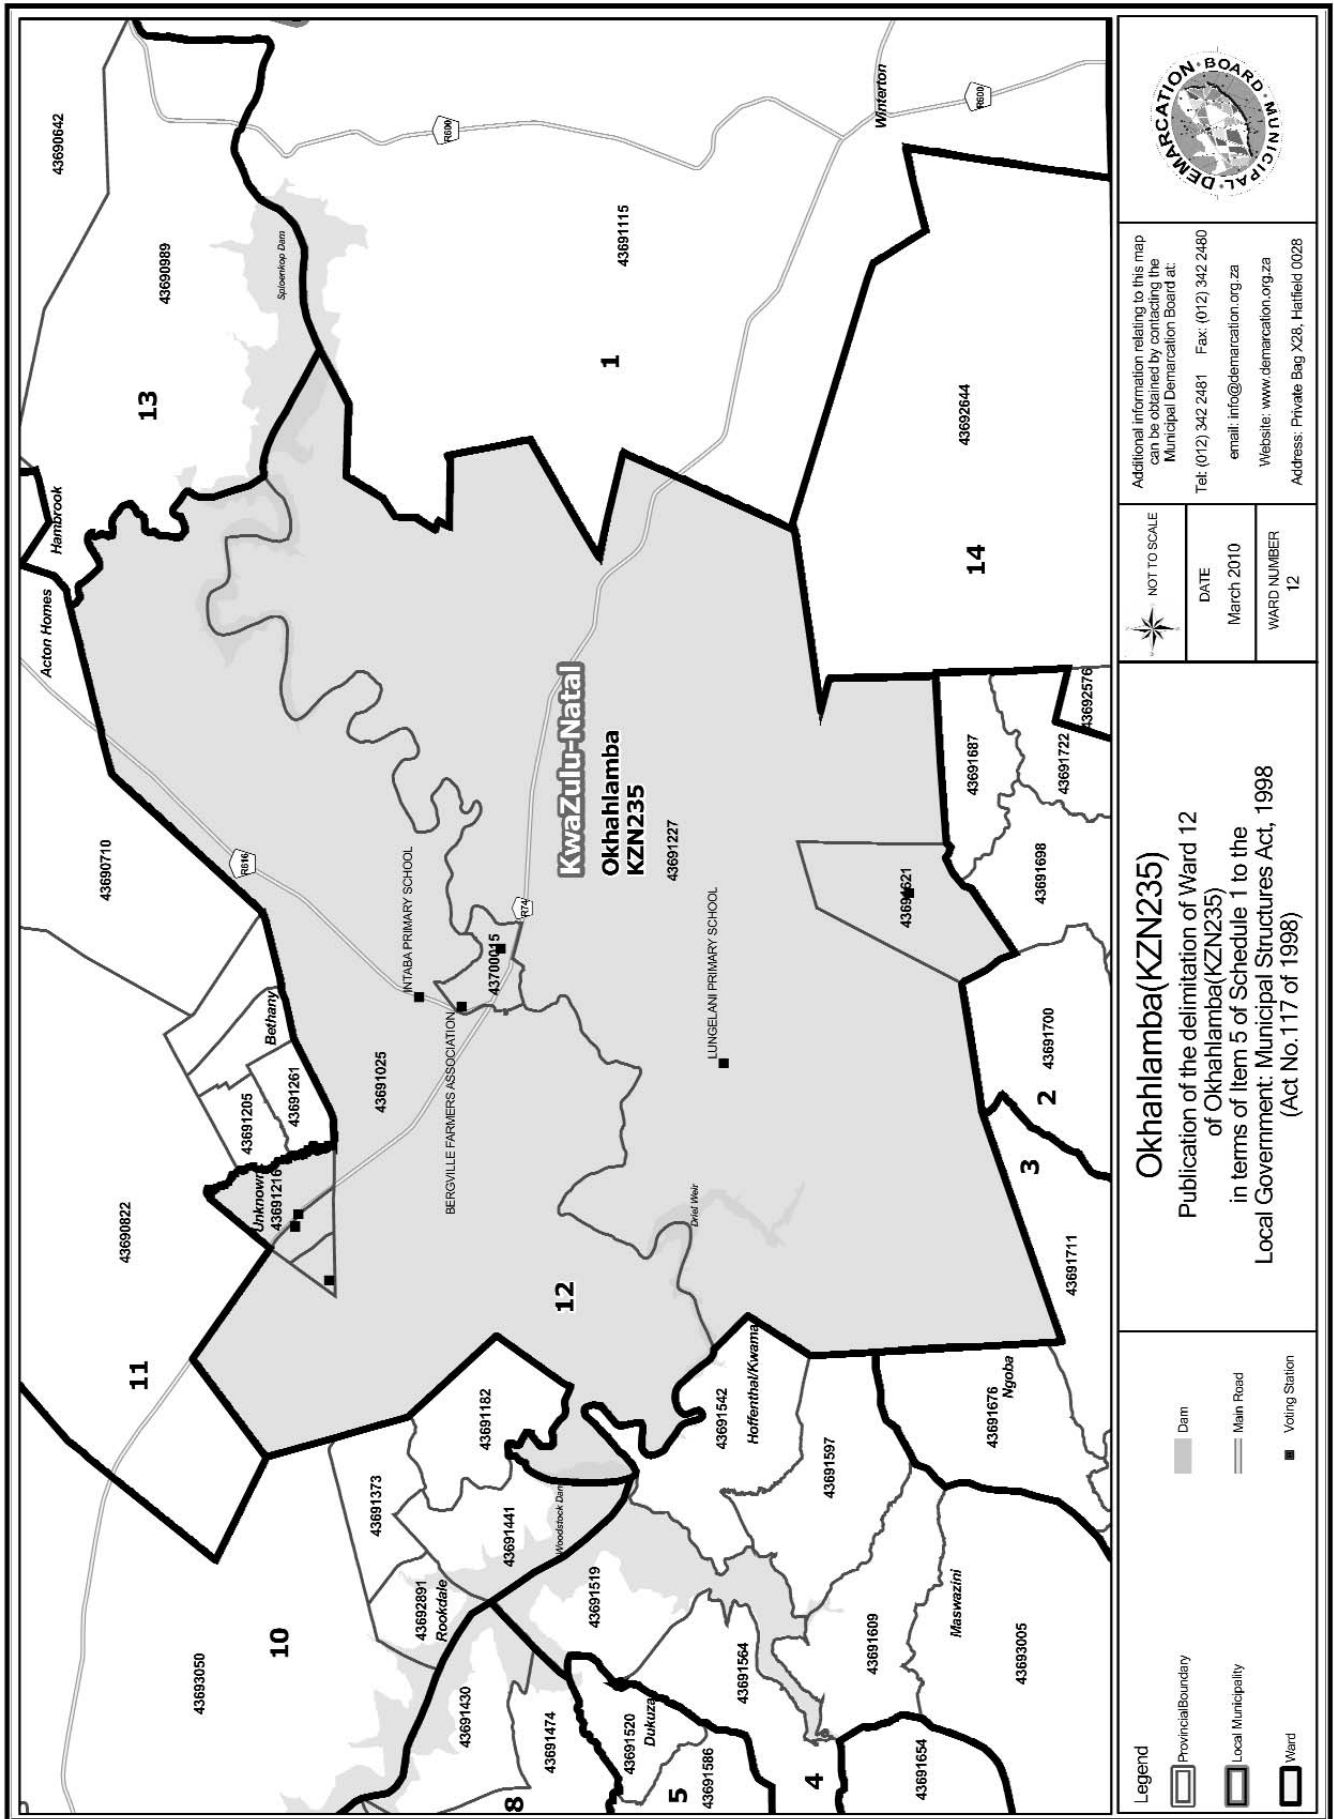 43693050
10
11
43690822
43690710
Acton Homes
Hambrook
13
43690642
43690989
Bethany
43691205
43691261
Unknown
43691216
R616
Spioenkop Dam
43692891
Rookdale
43691373
43691182
43691441
Woodstock Dam
43691025
INTABA PRIMARY SCHOOL
BERGVILLE FARMERS ASSOCIATION
43700015
R74
R600
43691430
8
43691474
43691519
12
KwaZulu-Natal
Okhahlamba
KZN235
43691227
1
43691115
43691520
Dukuza
5
43691586
43691564
43691542
Hoffenthal/Kwama
Driel Weir
LUNGELANI PRIMARY SCHOOL
Winterton
R600
4
43691654
43691609
43691597
Maswazini
43693005
43691676
Ngoba
43691711
3
2
43691700
43691621
43691698
43691687
43691722
43692576
14
43692644
Legend
ProvincialBoundary
Local Municipality
Ward
Dam
Main Road
Voting Station
Okhahlamba(KZN235)
Publication of the delimitation of Ward 12
of Okhahlamba(KZN235)
in terms of Item 5 of Schedule 1 to the
Local Government: Municipal Structures Act, 1998
(Act No.117 of 1998)
NOT TO SCALE
DATE
March 2010
WARD NUMBER
12
Additional information relating to this map
can be obtained by contacting the
Municipal Demarcation Board at:
Tel: (012) 342 2481 Fax: (012) 342 2480
email: info@demarcation.org.za
Website: www.demarcation.org.za
Address: Private Bag X28, Hatfield 0028
MUNICIPAL DEMARCATION BOARD